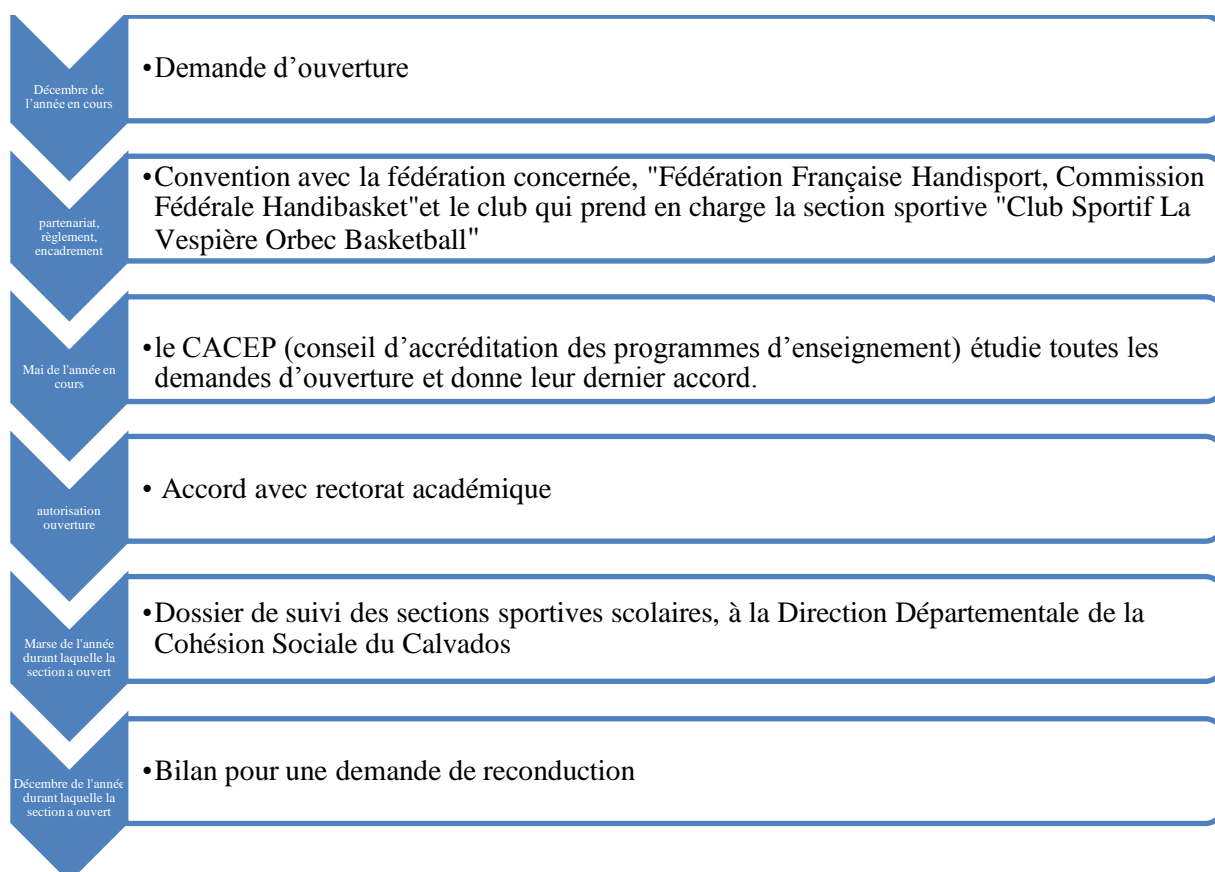 Décembre de
l'année en cours
•Demande d'ouverture
partenariat,
règlement,
encadrement
•Convention avec la fédération concernée, "Fédération Française Handisport, Commission
Fédérale Handibasket"et le club qui prend en charge la section sportive "Club Sportif La
Vespière Orbec Basketball"
Mai de l'année en
cours
•le CACEP (conseil d'accréditation des programmes d'enseignement) étudie toutes les
demandes d'ouverture et donne leur dernier accord.
autorisation
ouverture
• Accord avec rectorat académique
Marse de l'année
durant laquelle la
section a ouvert
•Dossier de suivi des sections sportives scolaires, à la Direction Départementale de la
Cohésion Sociale du Calvados
Décembre de l'année
durant laquelle la
section a ouvert
•Bilan pour une demande de reconduction